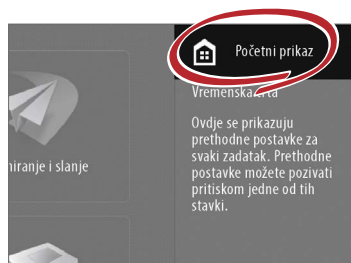 Početni prikaz
Vremenska crta
Ovdje se prikazuju
prethodne postavke za
svaki zadatak. Prethodne
postavke možete pozivati
pritiskom jedne od tih
stavki.
niranje i slanje